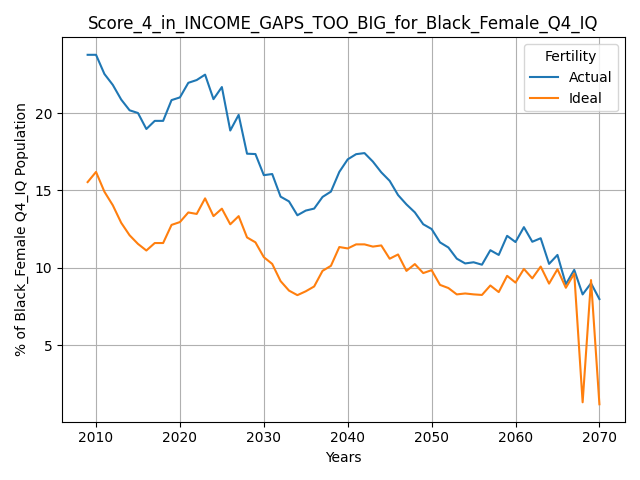 Score_4_in_INCOME_GAPS_TOO_BIG_for_Black_Female_Q4_IQ
Fertility
Actual
Ideal
% of Black_Female Q4_IQ Population
20
15
10
5
2010
2020
2030
2040
2050
2060
2070
Years